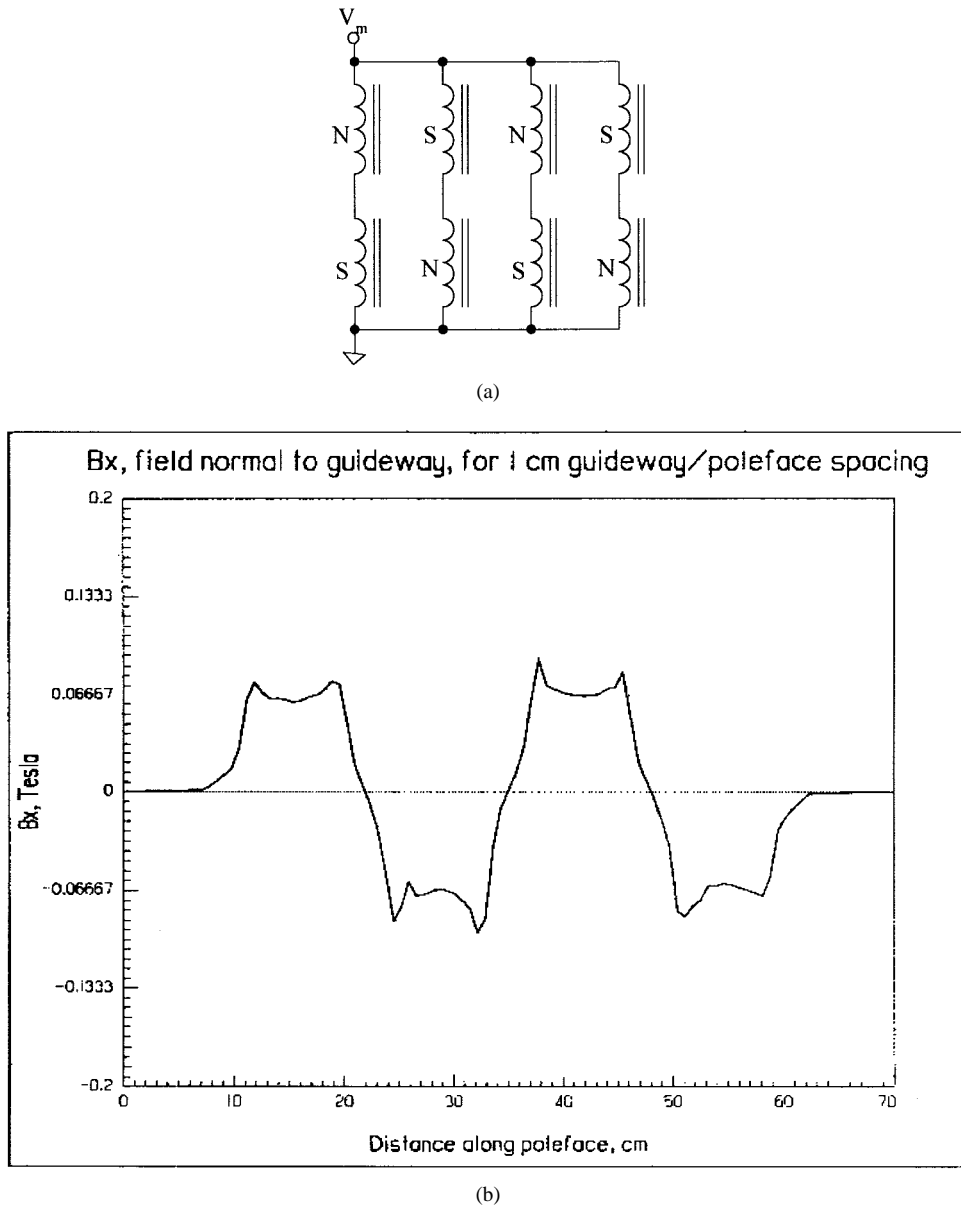 V_m
N S N S
S N S N
(a)
Bx, field normal to guideway, for 1 cm guideway/poleface spacing
0.2
0.1333
0.06667
0
-0.06667
-0.1333
-0.2
Bx, Tesla
0 10 20 30 40 50 60 70
Distance along poleface, cm
(b)